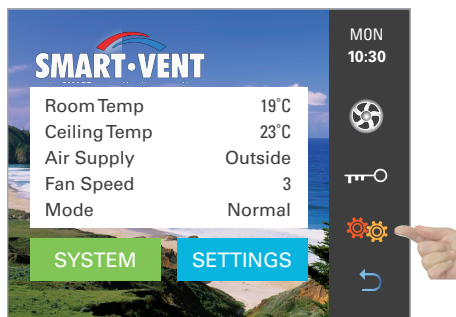 SMART·VENT
MON
10:30
Room Temp 19°C
Ceiling Temp 23°C
Air Supply Outside
Fan Speed 3
Mode Normal
SYSTEM SETTINGS